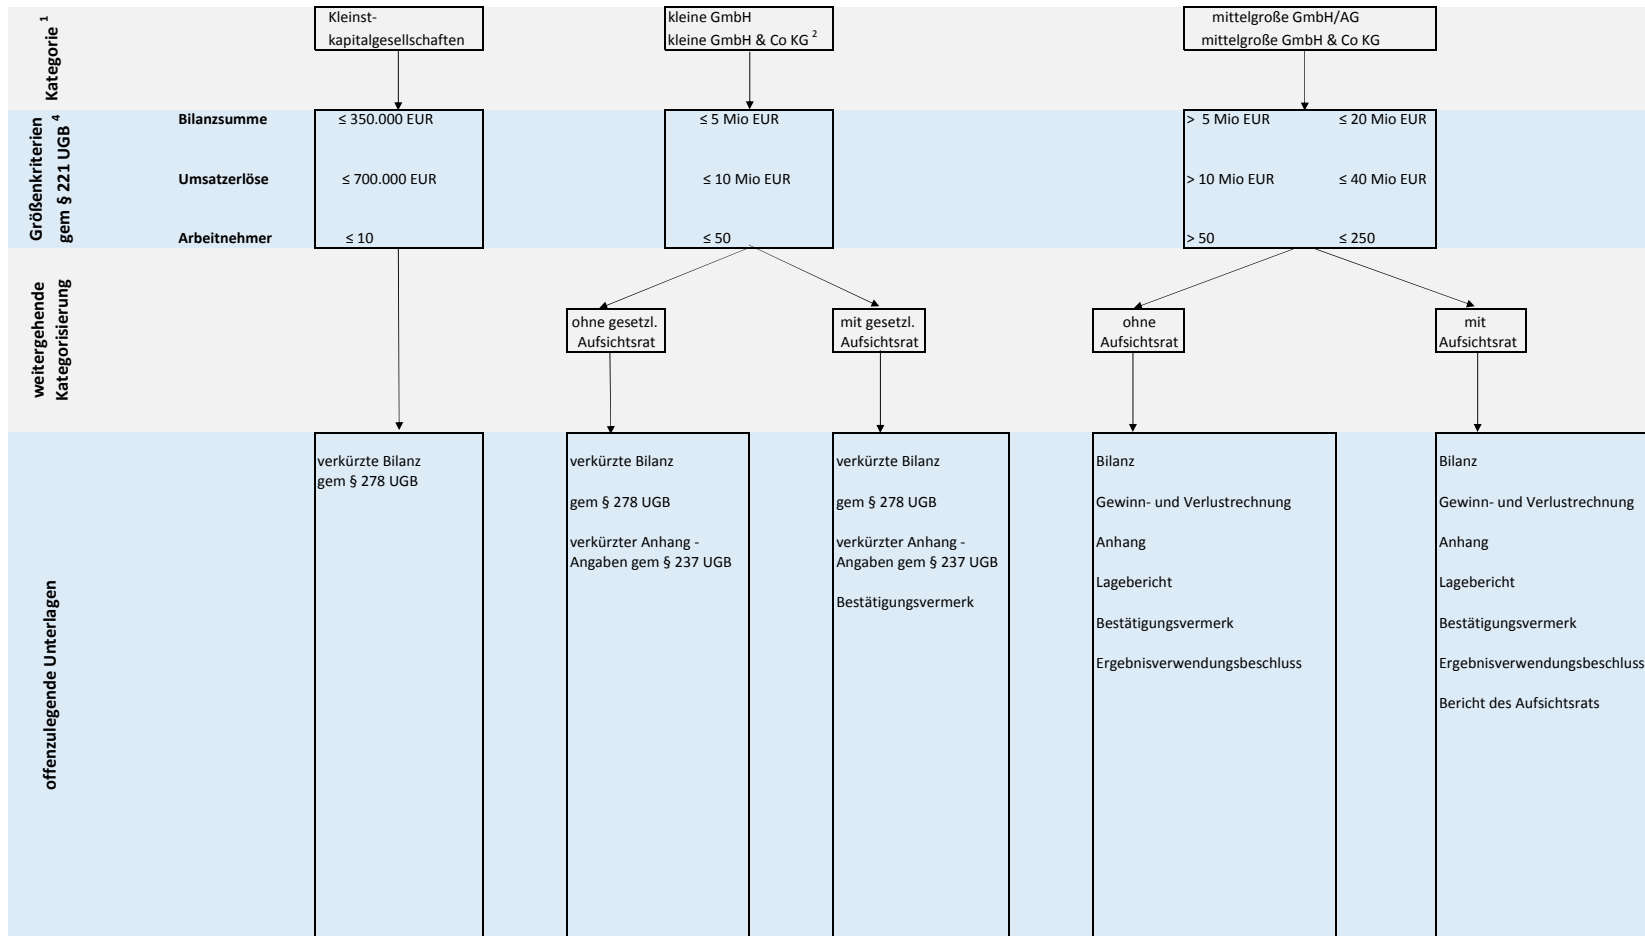 Kategorie 1
Kleinst-
kapitalgesellschaften
kleine GmbH
kleine GmbH & Co KG 2
mittelgroße GmbH/AG
mittelgroße GmbH & Co KG
Größenkriterien
gem § 221 UGB 4
Bilanzsumme
≤ 350.000 EUR
≤ 5 Mio EUR
> 5 Mio EUR
≤ 20 Mio EUR
Umsatzerlöse
≤ 700.000 EUR
≤ 10 Mio EUR
> 10 Mio EUR
≤ 40 Mio EUR
Arbeitnehmer
≤ 10
≤ 50
> 50
≤ 250
weitergehende
Kategorisierung
ohne gesetzl.
Aufsichtsrat
mit gesetzl.
Aufsichtsrat
ohne
Aufsichtsrat
mit
Aufsichtsrat
offenzulegende Unterlagen
verkürzte Bilanz
gem § 278 UGB
verkürzte Bilanz
gem § 278 UGB
verkürzter Anhang -
Angaben gem § 237 UGB
verkürzte Bilanz
gem § 278 UGB
verkürzter Anhang -
Angaben gem § 237 UGB
Bestätigungsvermerk
Bilanz
Gewinn- und Verlustrechnung
Anhang
Lagebericht
Bestätigungsvermerk
Ergebnisverwendungsbeschluss
Bilanz
Gewinn- und Verlustrechnung
Anhang
Lagebericht
Bestätigungsvermerk
Ergebnisverwendungsbeschluss
Bericht des Aufsichtsrats